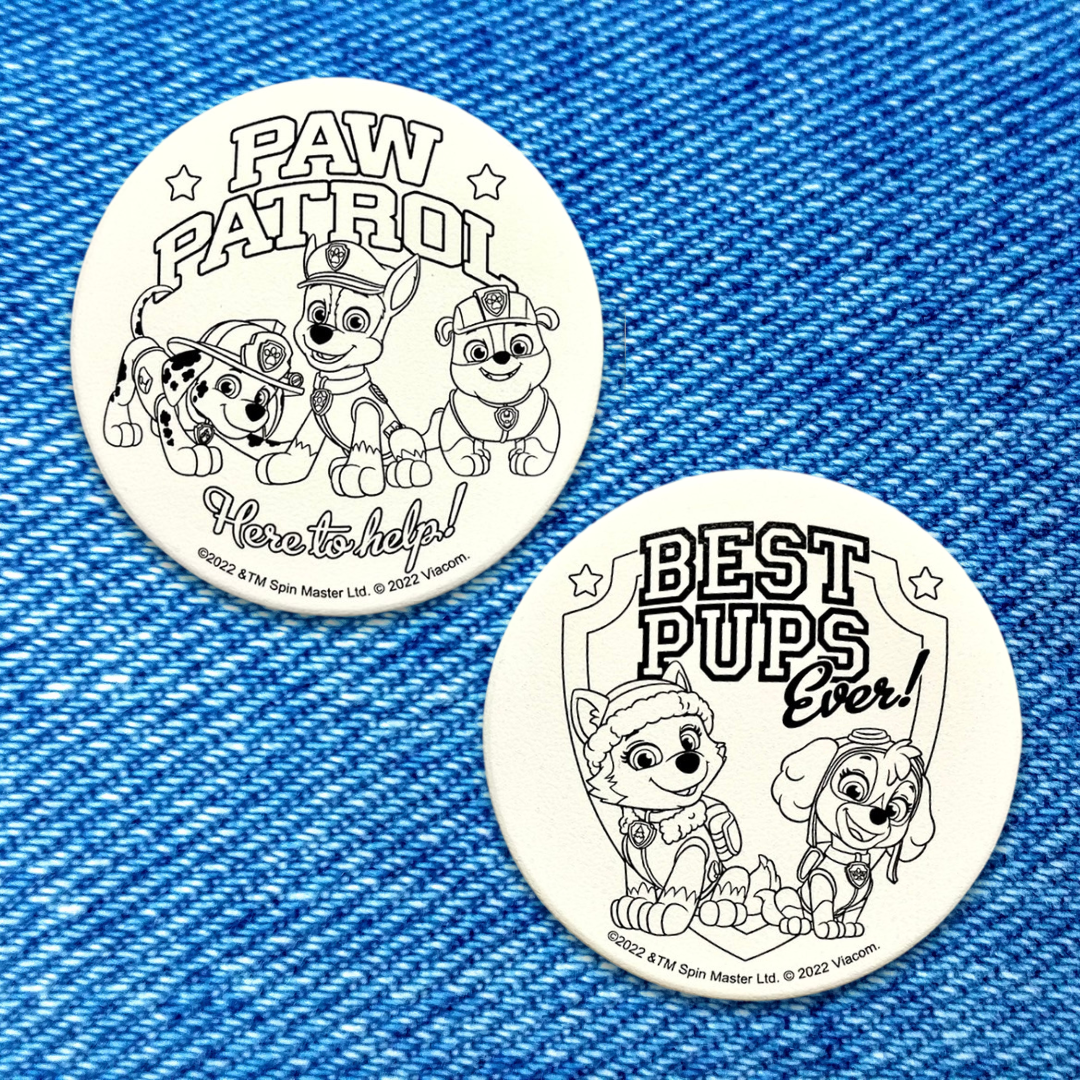 PAW
PATROL
Here to help!
©2022 &TM Spin Master Ltd. © 2022 Viacom.
BEST
PUPS
Ever!
©2022 &TM Spin Master Ltd. © 2022 Viacom.